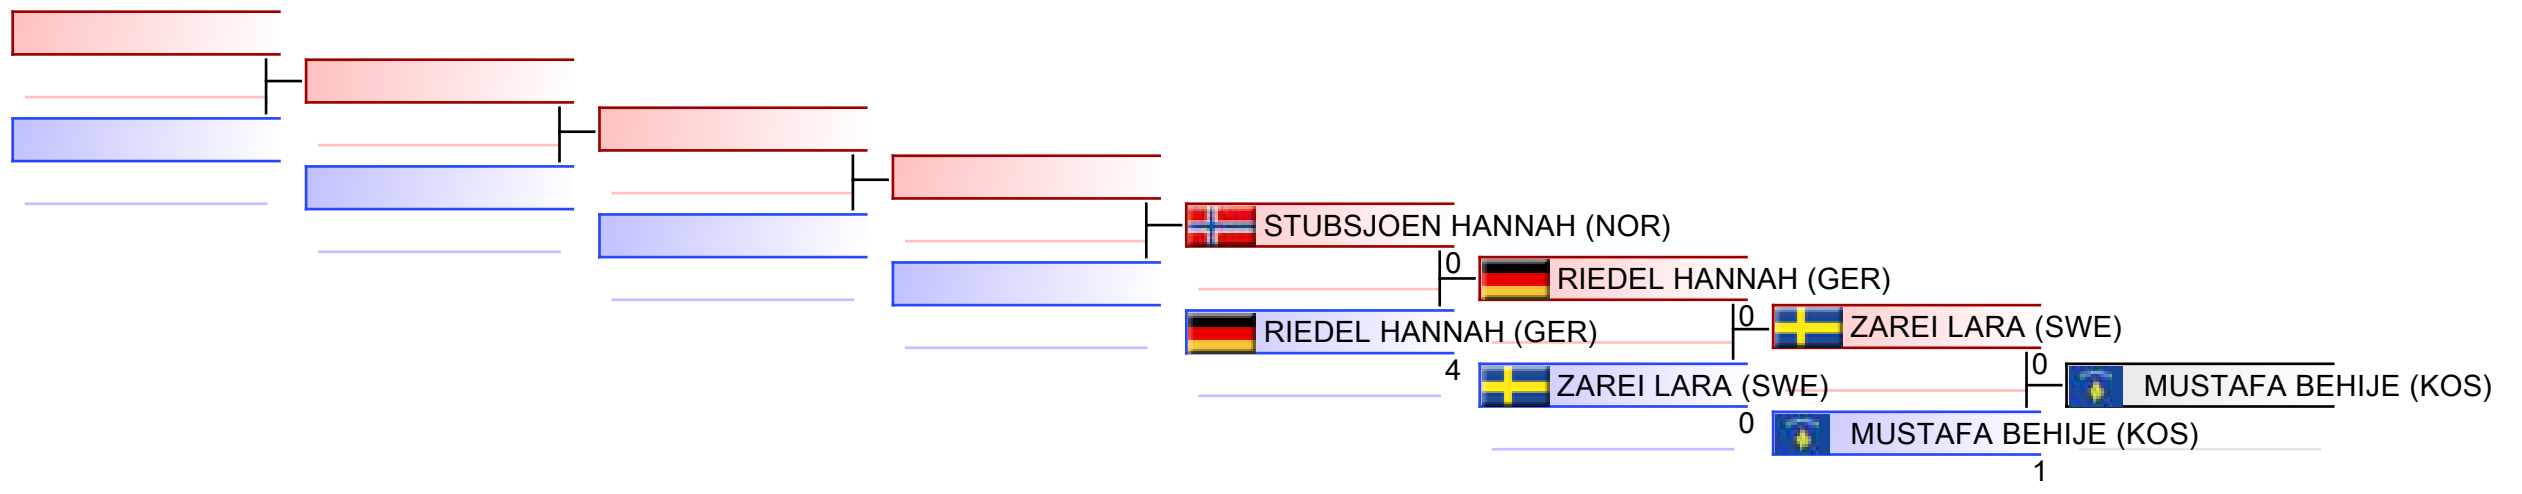 STUBSJOEN HANNAH (NOR)
0
RIEDEL HANNAH (GER)
4
RIEDEL HANNAH (GER)
0
ZAREI LARA (SWE)
0
ZAREI LARA (SWE)
0
MUSTAFA BEHIJE (KOS)
1
MUSTAFA BEHIJE (KOS)